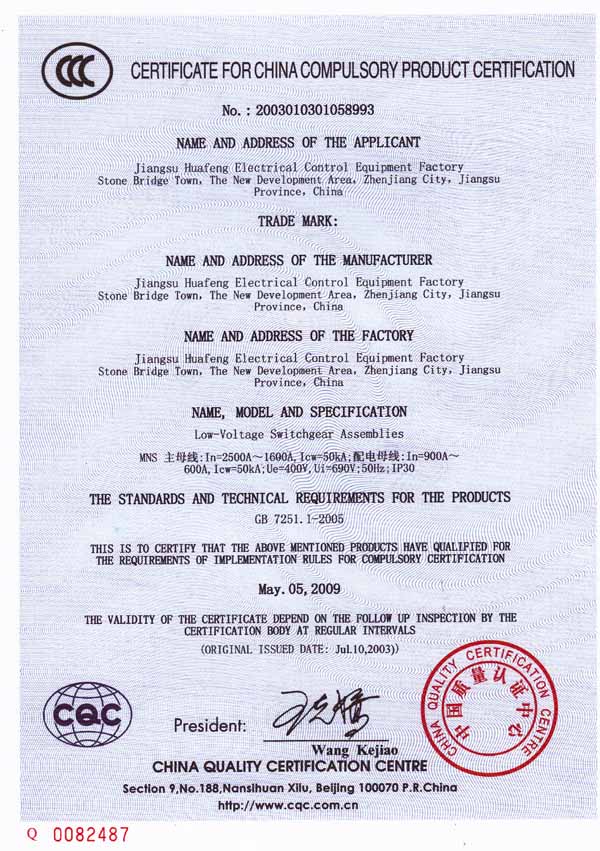 CCC
CERTIFICATE FOR CHINA COMPULSORY PRODUCT CERTIFICATION
No. : 2003010301058993
NAME AND ADDRESS OF THE APPLICANT
Jiangsu Huafeng Electrical Control Equipment Factory
Stone Bridge Town, The New Development Area, Zhenjiang City, Jiangsu
Province, China
TRADE MARK:
NAME AND ADDRESS OF THE MANUFACTURER
Jiangsu Huafeng Electrical Control Equipment Factory
Stone Bridge Town, The New Development Area, Zhenjiang City, Jiangsu
Province, China
NAME AND ADDRESS OF THE FACTORY
Jiangsu Huafeng Electrical Control Equipment Factory
Stone Bridge Town, The New Development Area, Zhenjiang City, Jiangsu
Province, China
NAME, MODEL AND SPECIFICATION
Low-Voltage Switchgear Assemblies
MNS 主母线:In=2500A～1600A,Icw=50kA;配电母线:In=900A～
600A,Icw=50kA;Ue=400V,Ui=690V;50Hz;IP30
THE STANDARDS AND TECHNICAL REQUIREMENTS FOR THE PRODUCTS
GB 7251.1-2005
THIS IS TO CERTIFY THAT THE ABOVE MENTIONED PRODUCTS HAVE QUALIFIED FOR
THE REQUIREMENTS OF IMPLEMENTATION RULES FOR COMPULSORY CERTIFICATION
May. 05, 2009
THE VALIDITY OF THE CERTIFICATE DEPEND ON THE FOLLOW UP INSPECTION BY THE
CERTIFICATION BODY AT REGULAR INTERVALS
(ORIGINAL ISSUED DATE: Jul.10,2003))
CHINA QUALITY CERTIFICATION CENTRE
中国质量认证中心
CQC
President:
Wang Kejiao
CHINA QUALITY CERTIFICATION CENTRE
Section 9,No.188,Nansihuan Xilu, Beijing 100070 P.R.China
http://www.cqc.com.cn
Q 0082487